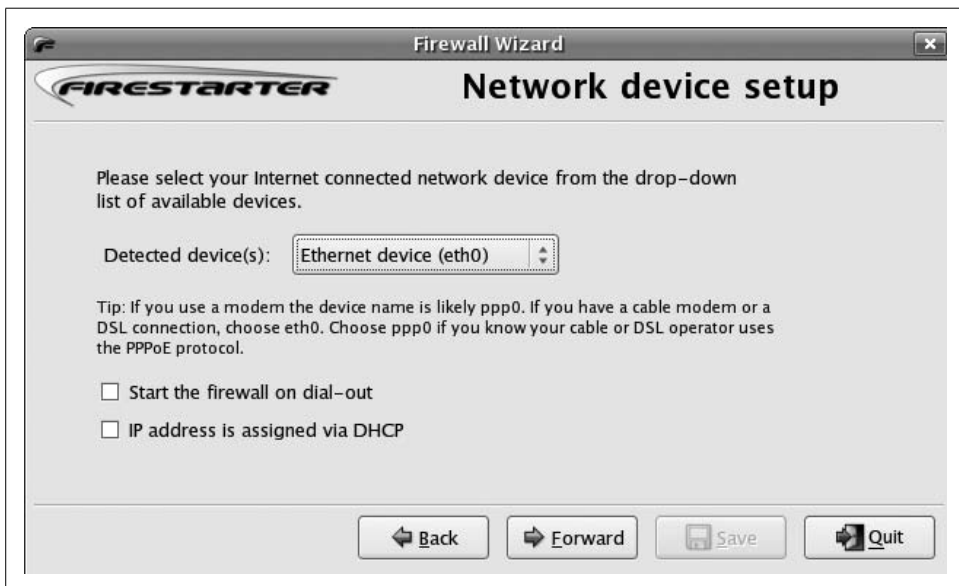 Firewall Wizard
FIRESTARTER
Network device setup
Please select your Internet connected network device from the drop-down
list of available devices.
Detected device(s):
Ethernet device (eth0)
Tip: If you use a modem the device name is likely ppp0. If you have a cable modem or a
DSL connection, choose eth0. Choose ppp0 if you know your cable or DSL operator uses
the PPPoE protocol.
Start the firewall on dial-out
IP address is assigned via DHCP
Back
Forward
Save
Quit